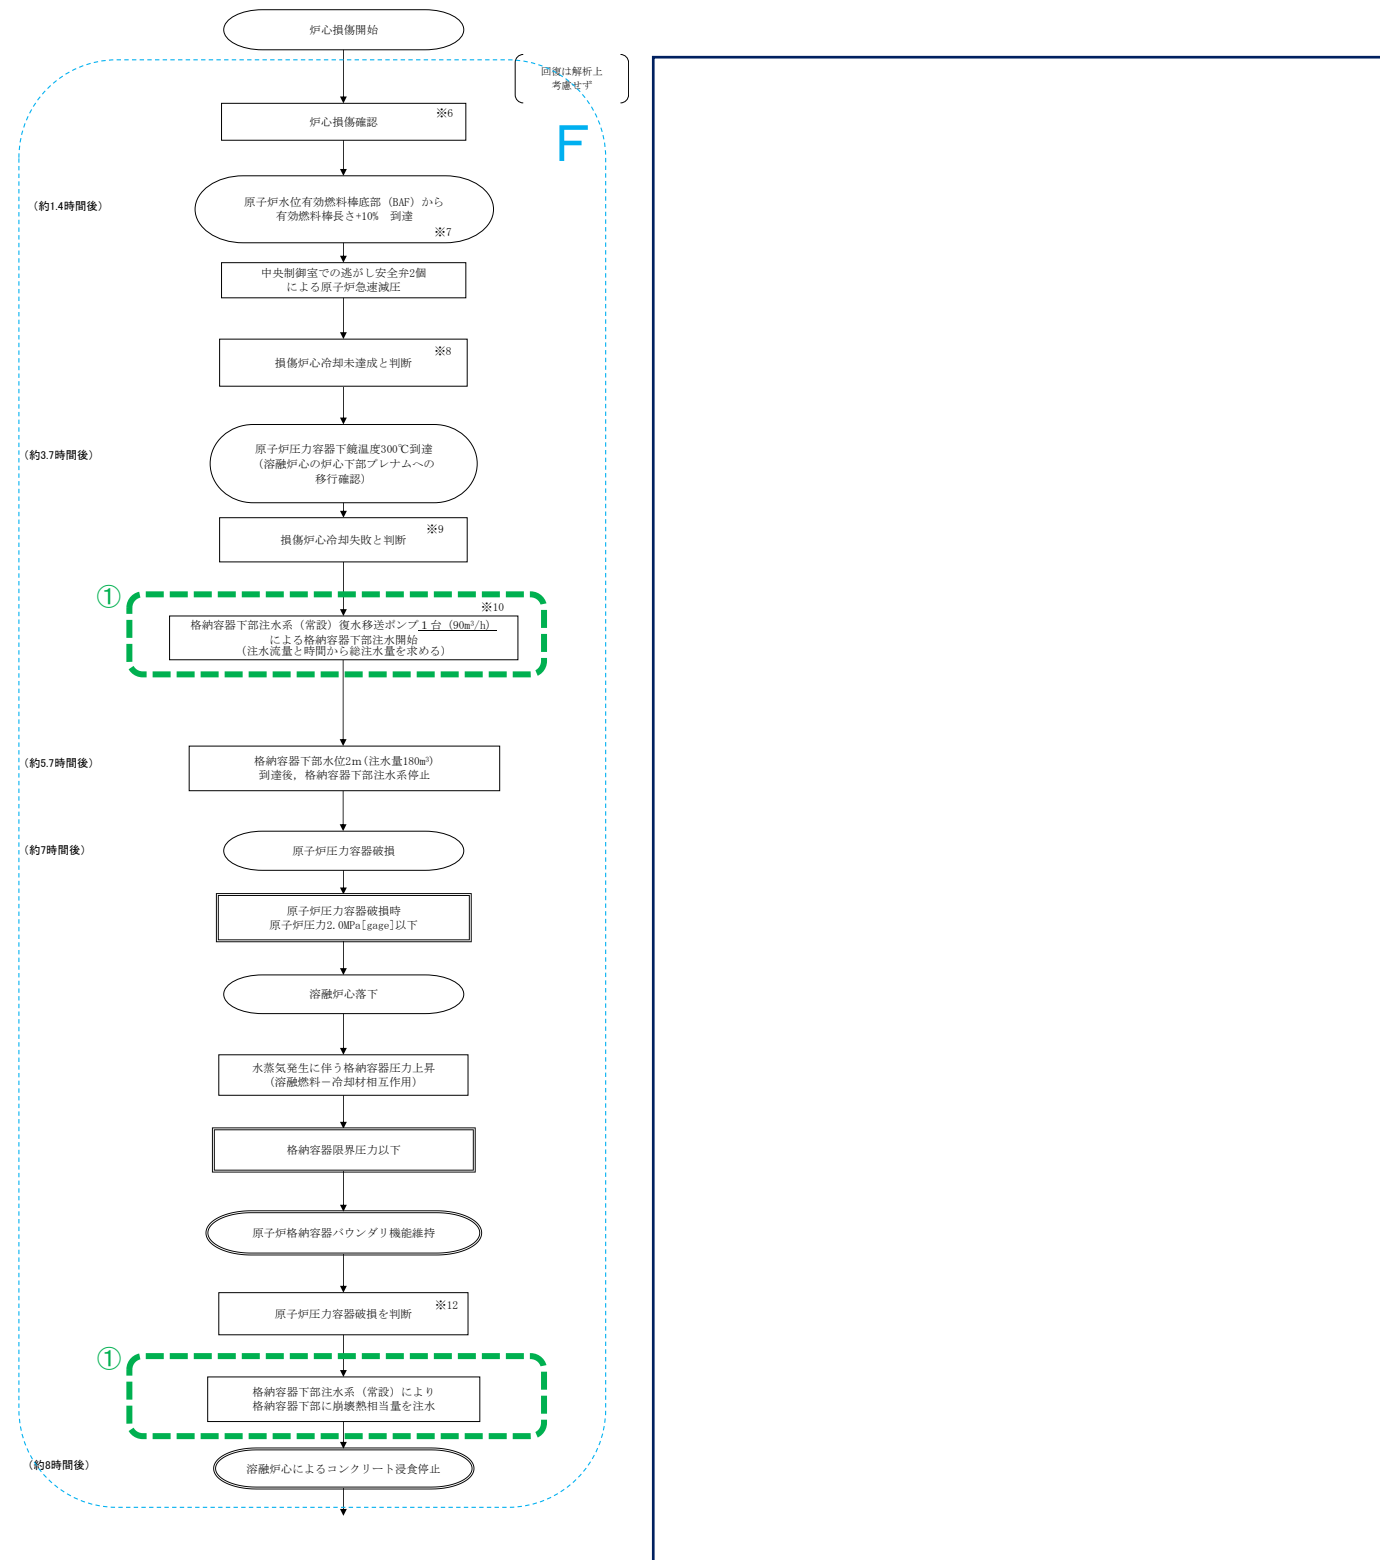 炉心損傷開始
回復は解析上
考慮せず
※6
炉心損傷確認
F
(約1.4時間後)
原子炉水位有効燃料棒底部（BAF）から
有効燃料棒長さ+10%　到達
※7
中央制御室での逃がし安全弁2個
による原子炉急速減圧
※8
損傷炉心冷却未達成と判断
(約3.7時間後)
原子炉圧力容器下鏡温度300℃到達
（溶融炉心の炉心下部プレナムへの
移行確認）
※9
損傷炉心冷却失敗と判断
①
※10
格納容器下部注水系（常設）復水移送ポンプ１台（90m³/h）
による格納容器下部注水開始
（注水流量と時間から総注水量を求める）
(約5.7時間後)
格納容器下部水位2m(注水量180m³)
到達後，格納容器下部注水系停止
(約7時間後)
原子炉圧力容器破損
原子炉圧力容器破損時
原子炉圧力2.0MPa[gage]以下
溶融炉心落下
水蒸気発生に伴う格納容器圧力上昇
（溶融燃料－冷却材相互作用）
格納容器限界圧力以下
原子炉格納容器バウンダリ機能維持
※12
原子炉圧力容器破損を判断
①
格納容器下部注水系（常設）により
格納容器下部に崩壊熱相当量を注水
(約8時間後)
溶融炉心によるコンクリート浸食停止